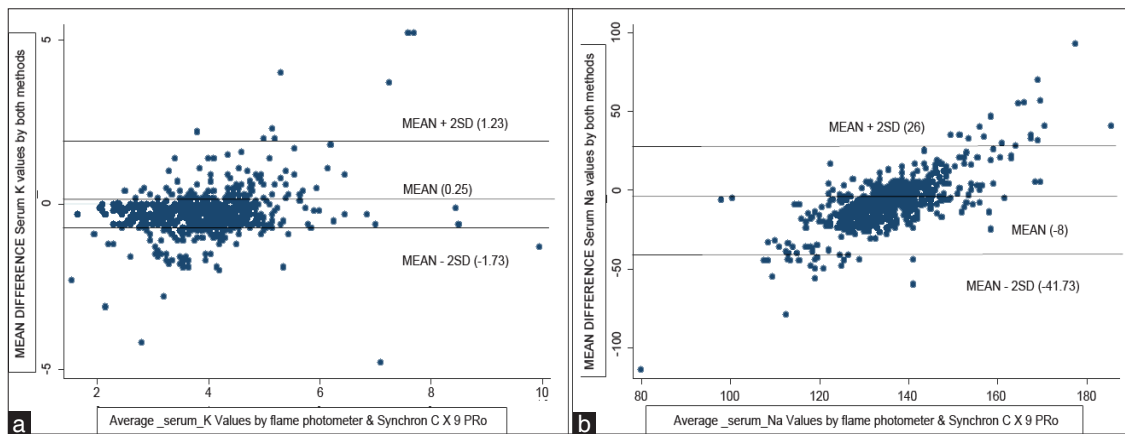 MEAN DIFFERENCE Serum K values by both methods
5
0
-5
MEAN + 2SD (1.23)
MEAN (0.25)
MEAN - 2SD (-1.73)
2
4
6
8
10
Average _serum_K Values by flame photometer & Synchron C X 9 PRo
a
MEAN DIFFERENCE Serum Na values by both methods
100
50
0
-50
-100
MEAN + 2SD (26)
MEAN (-8)
MEAN - 2SD (-41.73)
80
100
120
140
160
180
Average _serum_Na Values by flame photometer & Synchron C X 9 PRo
b